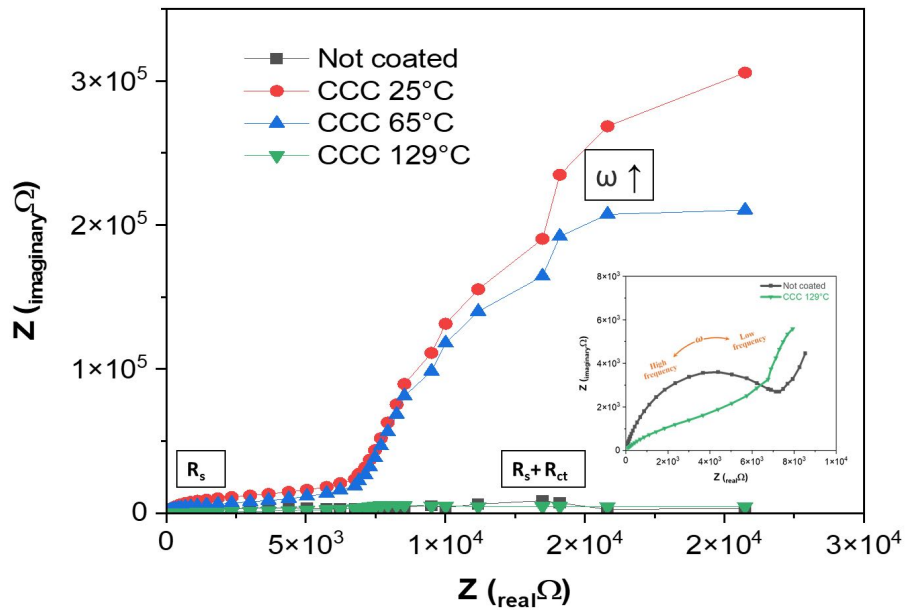 Not coated
CCC 25°C
CCC 65°C
CCC 129°C
3×10⁵
2×10⁵
1×10⁵
0
Z (imaginaryΩ)
ω ↑
Rs
Rs+ Rct
0 5×10³ 1×10⁴ 2×10⁴ 2×10⁴ 3×10⁴
Z (realΩ)
Not coated
CCC 129°C
8×10³
6×10³
4×10³
2×10³
0
Z (imaginaryΩ)
High
frequency
ω
Low
frequency
0 2×10³ 4×10³ 6×10³ 8×10³ 1×10⁴
Z (realΩ)